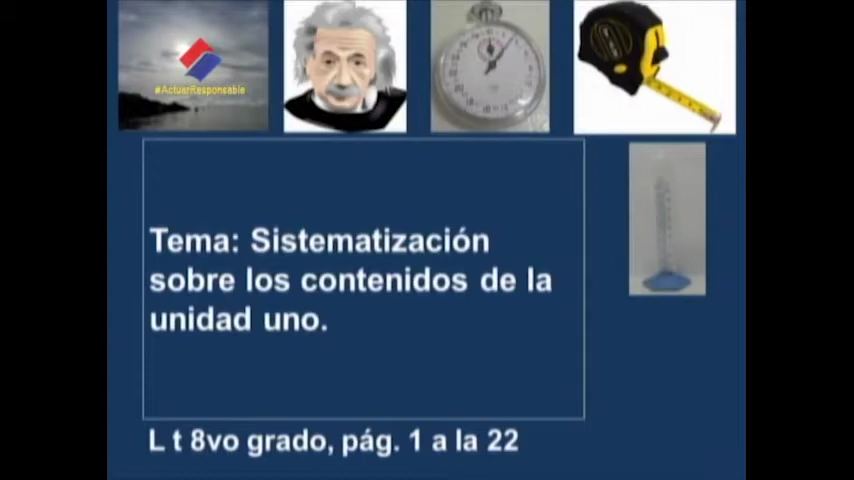 #ActuarResponsable
Tema: Sistematización
sobre los contenidos de la
unidad uno.
L t 8vo grado, pág. 1 a la 22